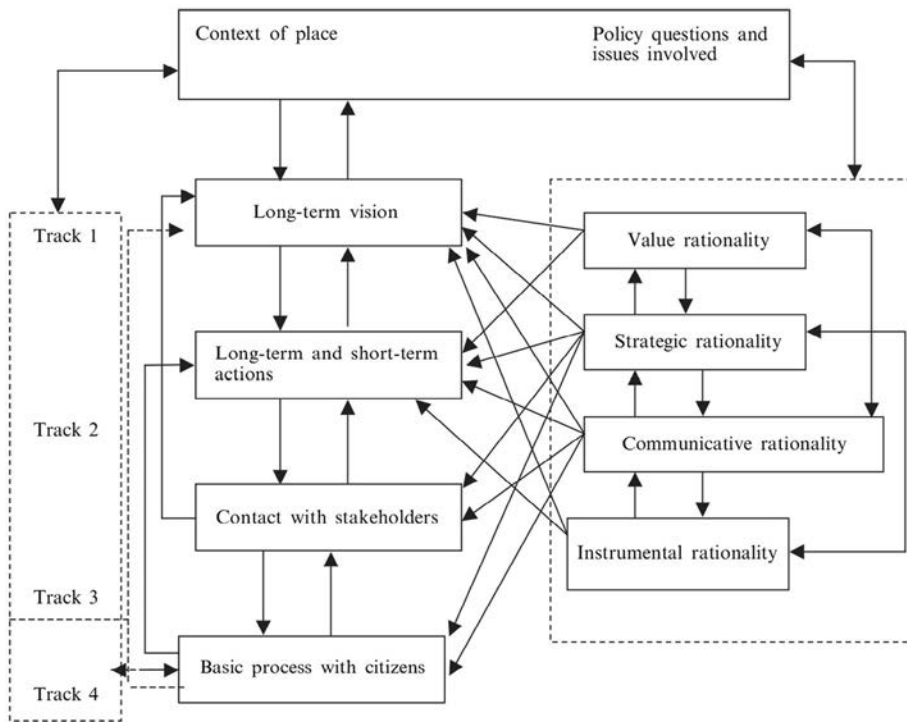 Context of place
Policy questions and
issues involved
Long-term vision
Track 1
Value rationality
Strategic rationality
Long-term and short-term
actions
Track 2
Communicative rationality
Contact with stakeholders
Instrumental rationality
Track 3
Basic process with citizens
Track 4